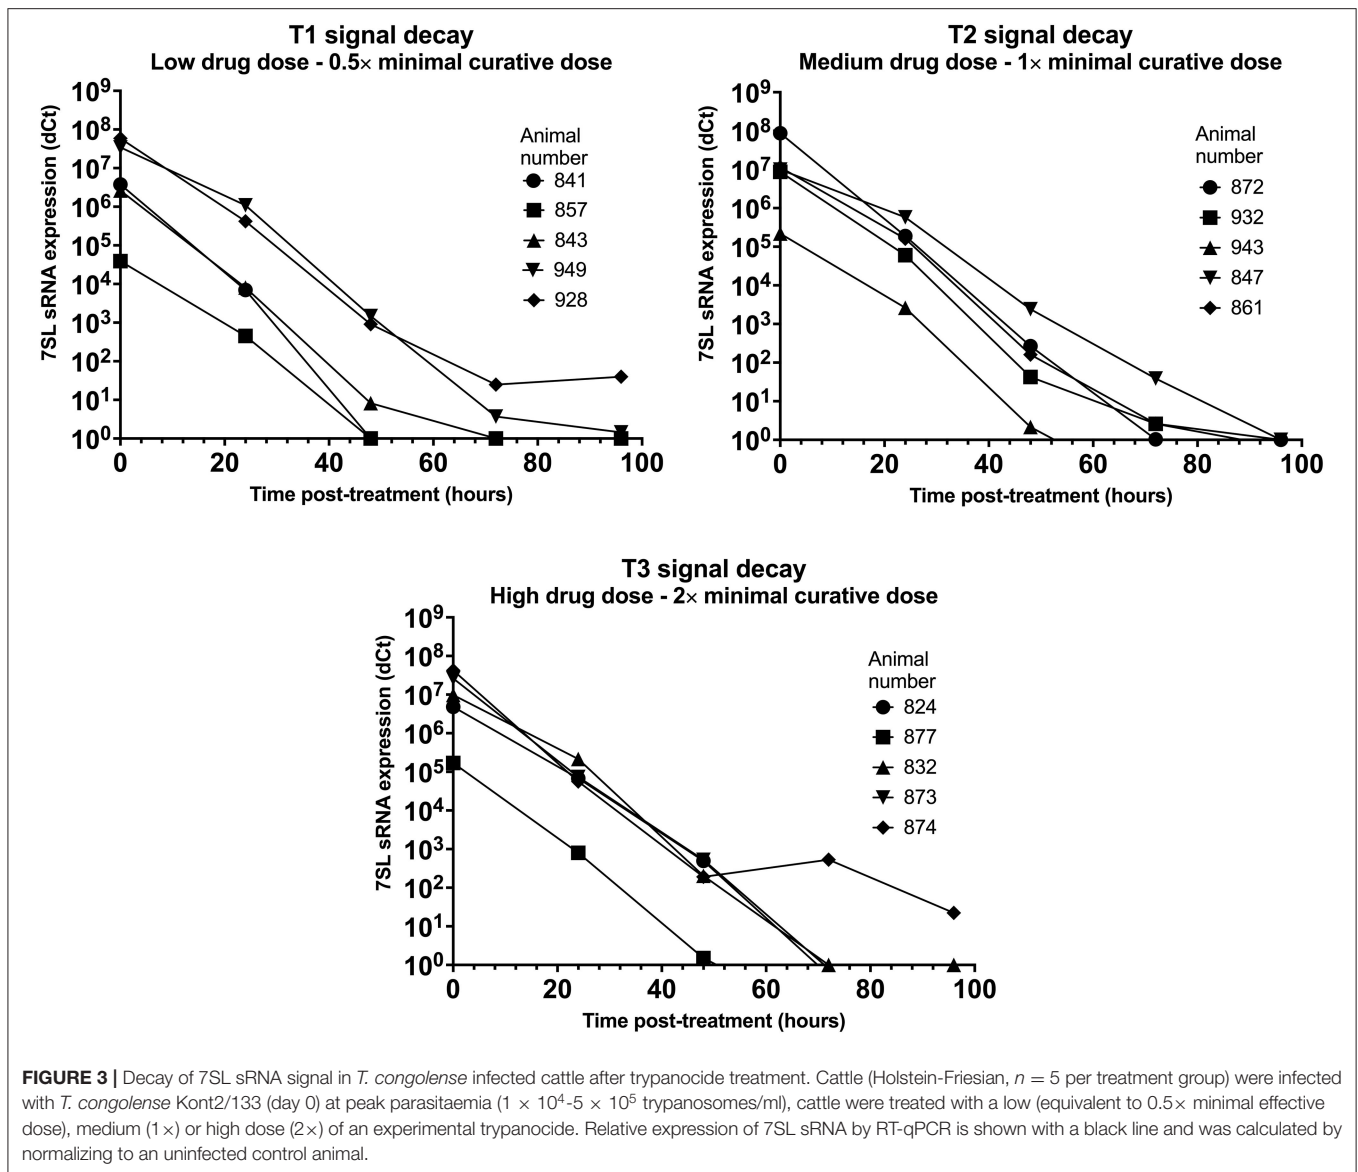 T1 signal decay
Low drug dose - 0.5× minimal curative dose
7SL sRNA expression (dCt)
10⁹
10⁸
10⁷
10⁶
10⁵
10⁴
10³
10²
10¹
10⁰
0 20 40 60 80 100
Time post-treatment (hours)
Animal
number
841
857
843
949
928
T2 signal decay
Medium drug dose - 1× minimal curative dose
7SL sRNA expression (dCt)
10⁹
10⁸
10⁷
10⁶
10⁵
10⁴
10³
10²
10¹
10⁰
0 20 40 60 80 100
Time post-treatment (hours)
Animal
number
872
932
943
847
861
T3 signal decay
High drug dose - 2× minimal curative dose
7SL sRNA expression (dCt)
10⁹
10⁸
10⁷
10⁶
10⁵
10⁴
10³
10²
10¹
10⁰
0 20 40 60 80 100
Time post-treatment (hours)
Animal
number
824
877
832
873
874
FIGURE 3 | Decay of 7SL sRNA signal in T. congolense infected cattle after trypanocide treatment. Cattle (Holstein-Friesian, n = 5 per treatment group) were infected
with T. congolense Kont2/133 (day 0) at peak parasitaemia (1 × 10⁴-5 × 10⁵ trypanosomes/ml), cattle were treated with a low (equivalent to 0.5× minimal effective
dose), medium (1×) or high dose (2×) of an experimental trypanocide. Relative expression of 7SL sRNA by RT-qPCR is shown with a black line and was calculated by
normalizing to an uninfected control animal.